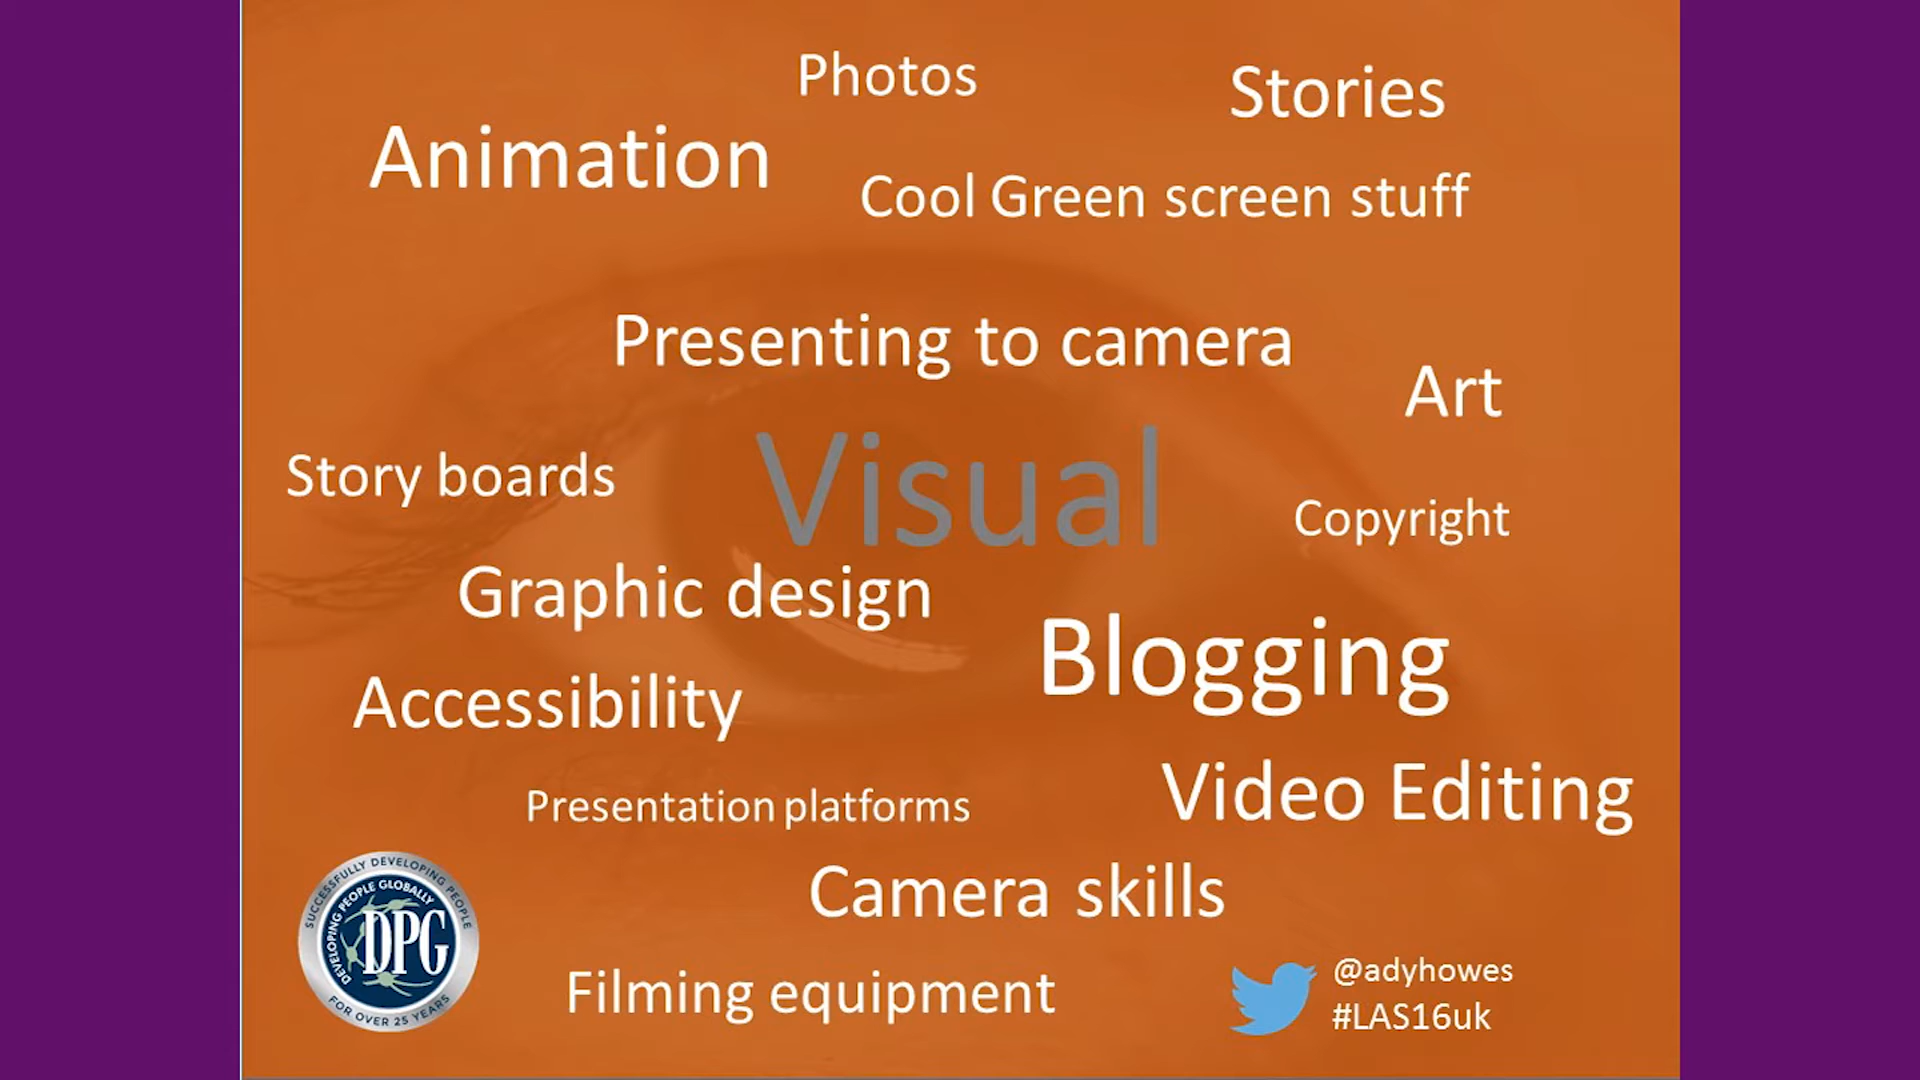 Photos
Stories
Animation
Cool Green screen stuff
Presenting to camera
Art
Visual
Story boards
Copyright
Graphic design
Blogging
Accessibility
Video Editing
Presentation platforms
Camera skills
SUCCESSFULLY DEVELOPING PEOPLE
DEVELOPING PEOPLE GLOBALLY
DPG
FOR OVER 25 YEARS
Filming equipment
@adyhowes
#LAS16uk